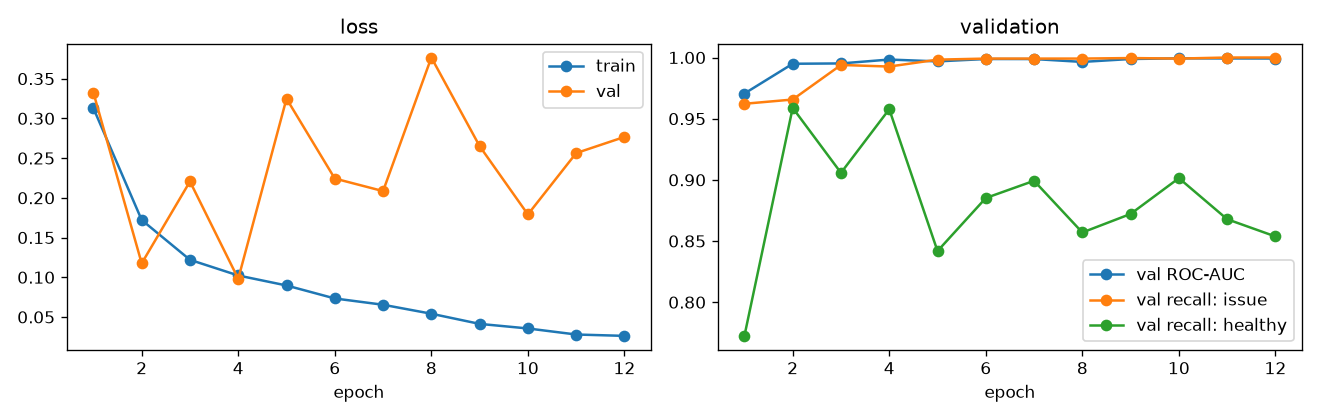 loss
train
val
0.35
0.30
0.25
0.20
0.15
0.10
0.05
2 4 6 8 10 12
epoch
validation
1.00
0.95
0.90
0.85
0.80
val ROC-AUC
val recall: issue
val recall: healthy
2 4 6 8 10 12
epoch